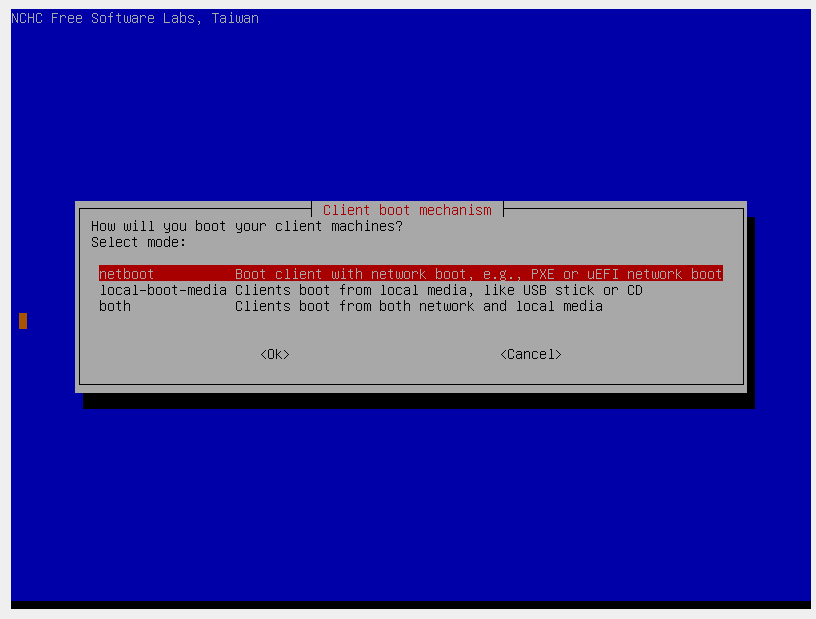 NCHC Free Software Labs, Taiwan
Client boot mechanism
How will you boot your client machines?
Select mode:
netboot Boot client with network boot, e.g., PXE or uEFI network boot
local-boot-media Clients boot from local media, like USB stick or CD
both Clients boot from both network and local media
<Ok> <Cancel>